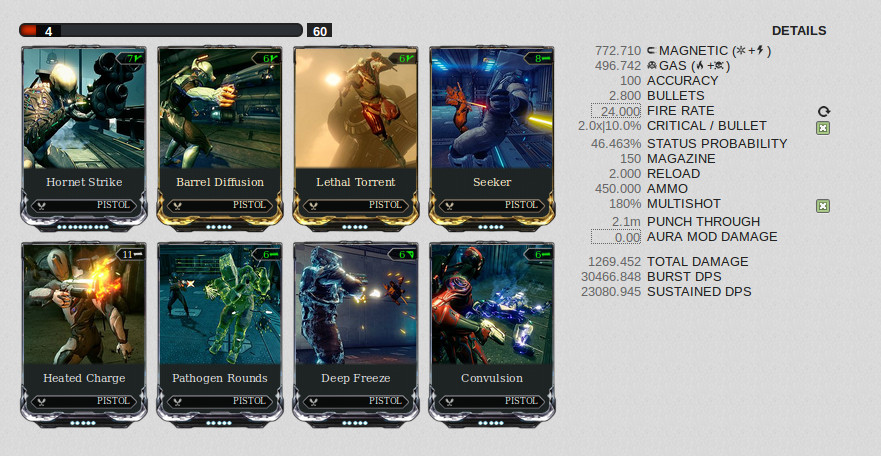 4
60
DETAILS
7
6
6
8
Hornet Strike
Barrel Diffusion
Lethal Torrent
Seeker
PISTOL
PISTOL
PISTOL
PISTOL
11
6
6
6
Heated Charge
Pathogen Rounds
Deep Freeze
Convulsion
PISTOL
PISTOL
PISTOL
PISTOL
772.710 MAGNETIC ( + )
496.742 GAS ( + )
100 ACCURACY
2.800 BULLETS
24.000 FIRE RATE
2.0x|10.0% CRITICAL / BULLET
46.463% STATUS PROBABILITY
150 MAGAZINE
2.000 RELOAD
450.000 AMMO
180% MULTISHOT
2.1m PUNCH THROUGH
0.00 AURA MOD DAMAGE
1269.452 TOTAL DAMAGE
30466.848 BURST DPS
23080.945 SUSTAINED DPS